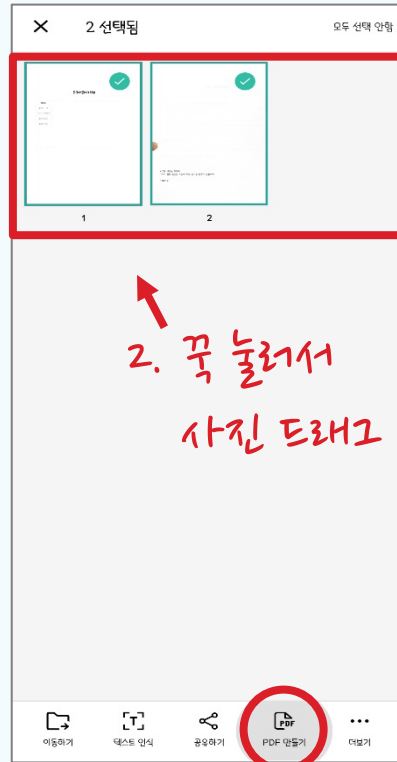 2 선택됨
모두 선택 안함
1
2
2. 꾹 눌러서
사진 드래그
이동하기
텍스트 인식
공유하기
PDF
PDF 만들기
더보기